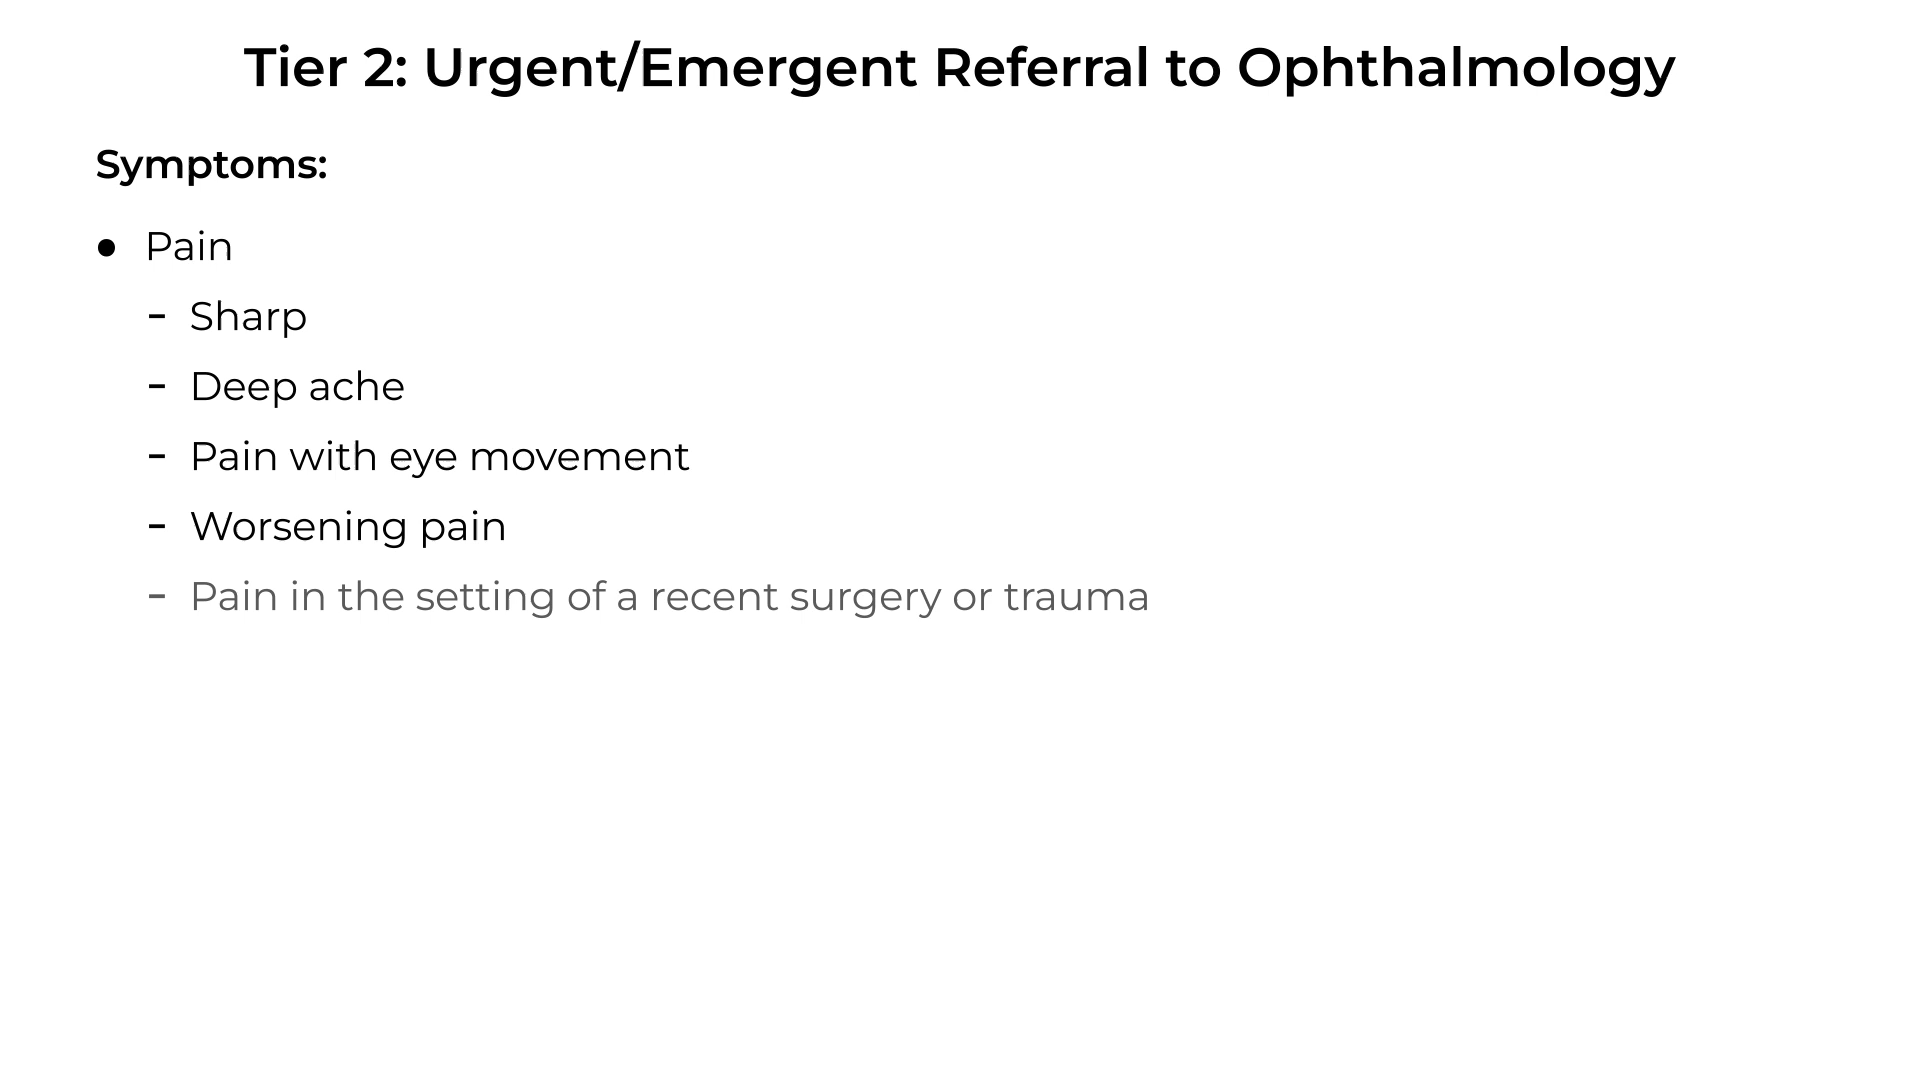 Tier 2: Urgent/Emergent Referral to Ophthalmology
Symptoms:
● Pain
- Sharp
- Deep ache
- Pain with eye movement
- Worsening pain
- Pain in the setting of a recent surgery or trauma